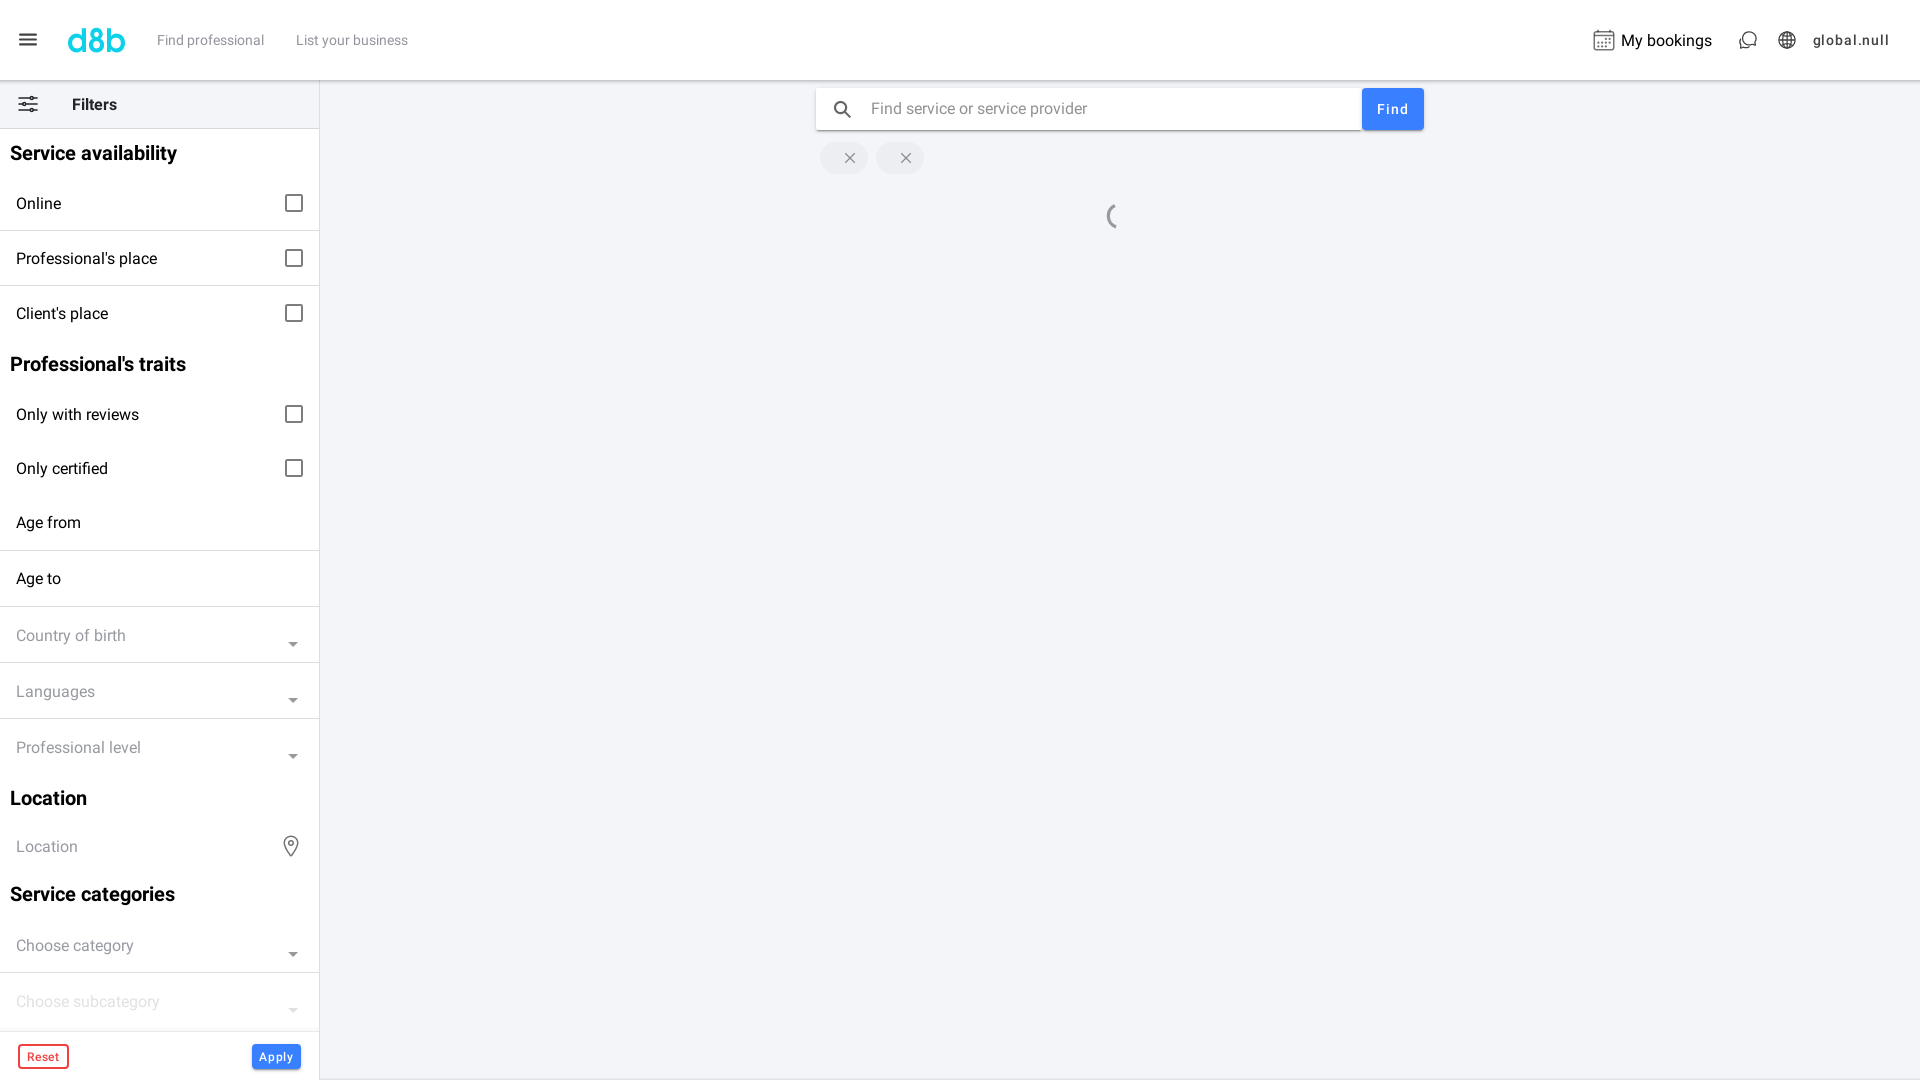 d8b
Find professional
List your business
My bookings
global.null
Filters
Find service or service provider
Find
Service availability
Online
Professional's place
Client's place
Professional's traits
Only with reviews
Only certified
Age from
Age to
Country of birth
Languages
Professional level
Location
Location
Service categories
Choose category
Choose subcategory
Reset
Apply